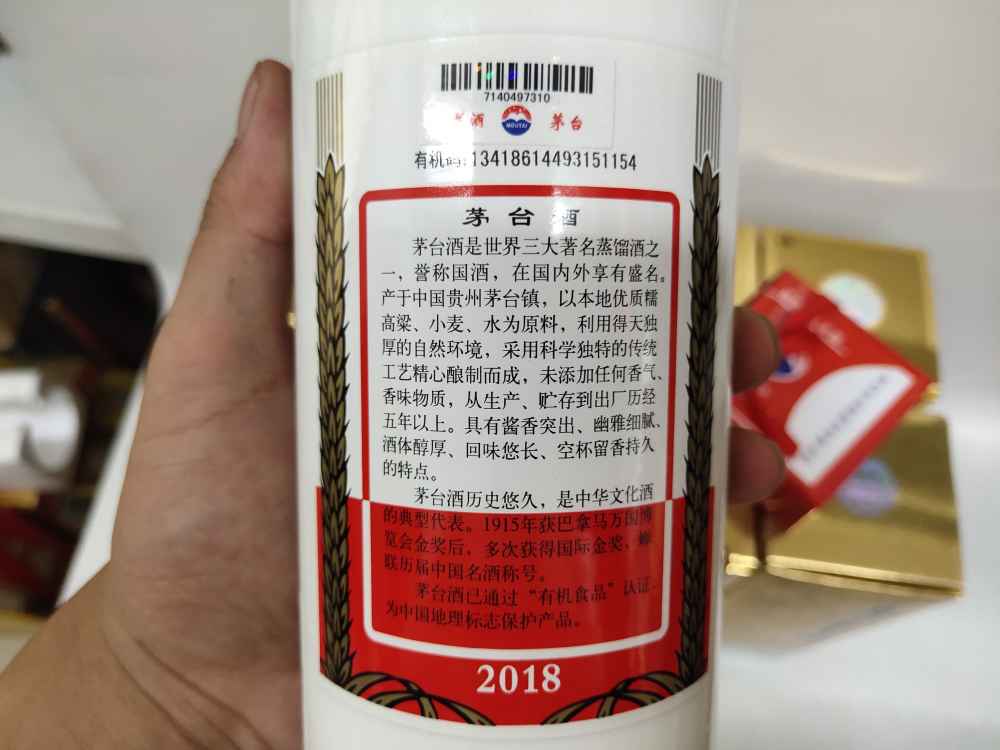 7140497310
酒
MOUTAI
茅台
有机码:13418614493151154
茅台酒
茅台酒是世界三大著名蒸馏酒之
一，誉称国酒，在国内外享有盛名。
产于中国贵州茅台镇，以本地优质糯
高粱、小麦、水为原料，利用得天独
厚的自然环境，采用科学独特的传统
工艺精心酿制而成，未添加任何香气、
香味物质，从生产、贮存到出厂历经
五年以上。具有酱香突出、幽雅细腻、
酒体醇厚、回味悠长、空杯留香持久
的特点。
茅台酒历史悠久，是中华文化酒
的典型代表。1915年获巴拿马万国博
览会金奖后，多次获得国际金奖，蝉
联历届中国名酒称号。
茅台酒已通过“有机食品”认证，
为中国地理标志保护产品。
2018